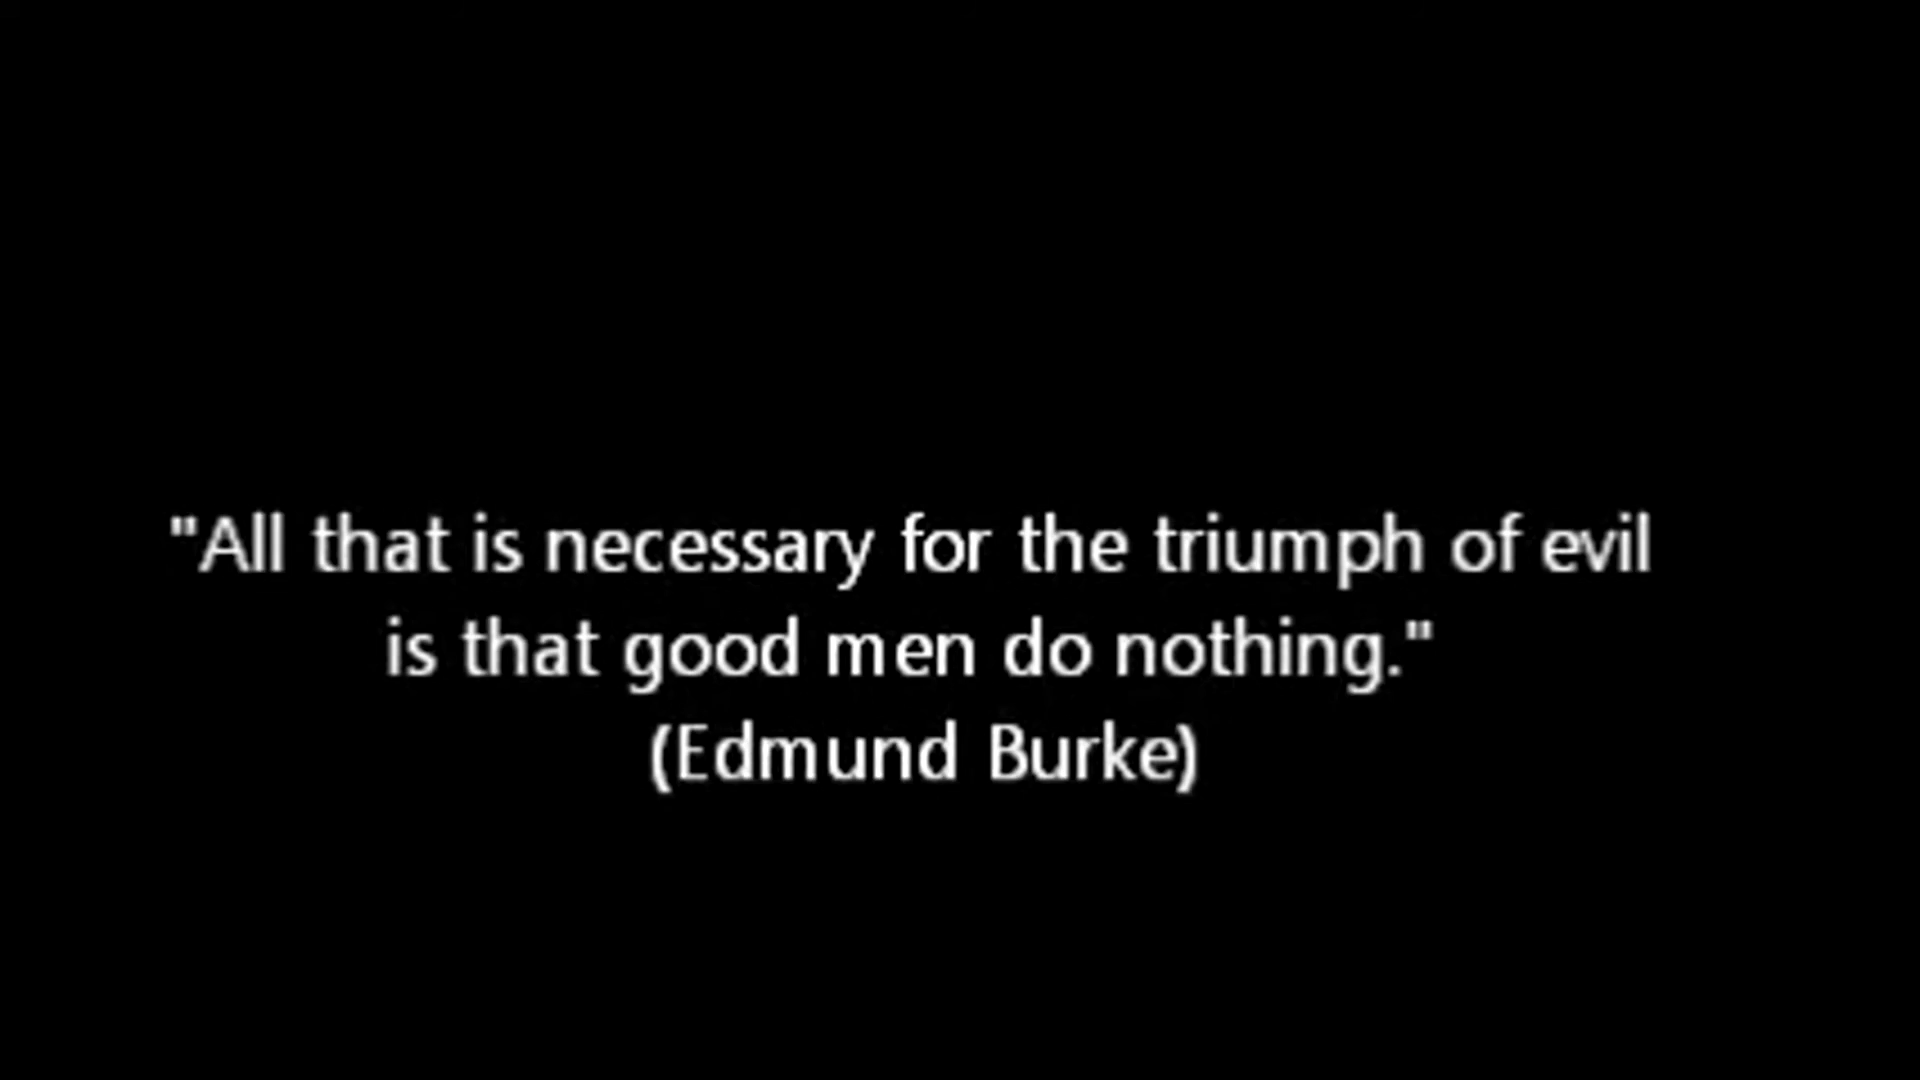 "All that is necessary for the triumph of evil
is that good men do nothing."
(Edmund Burke)